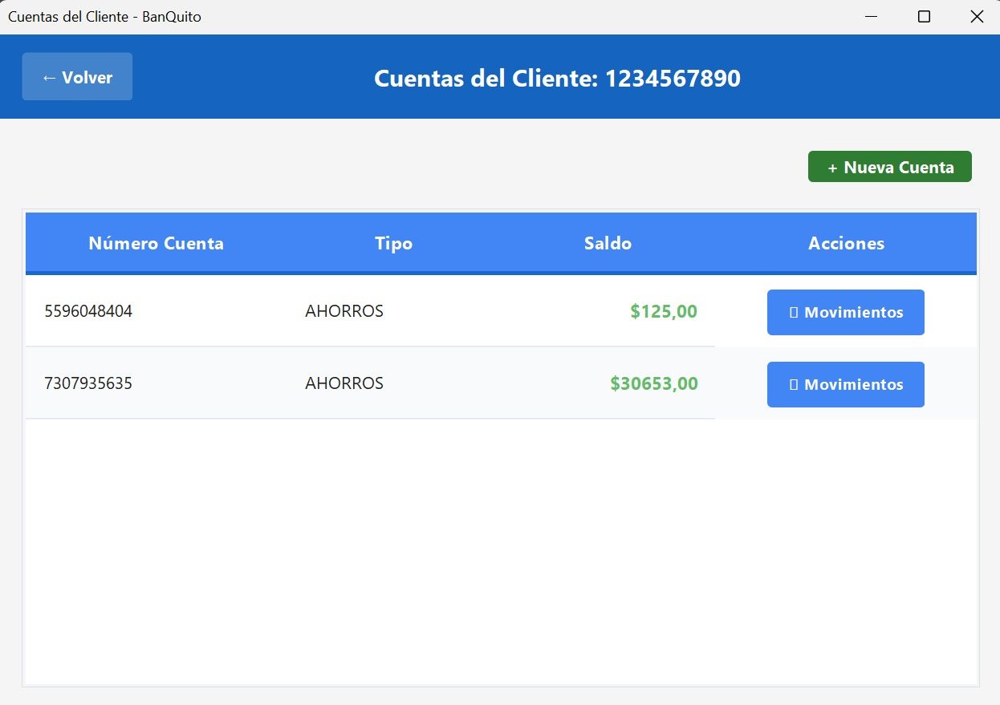 Cuentas del Cliente - BanQuito
← Volver
Cuentas del Cliente: 1234567890
+ Nueva Cuenta
Número Cuenta Tipo Saldo Acciones
5596048404 AHORROS $125,00 Movimientos
7307935635 AHORROS $30653,00 Movimientos